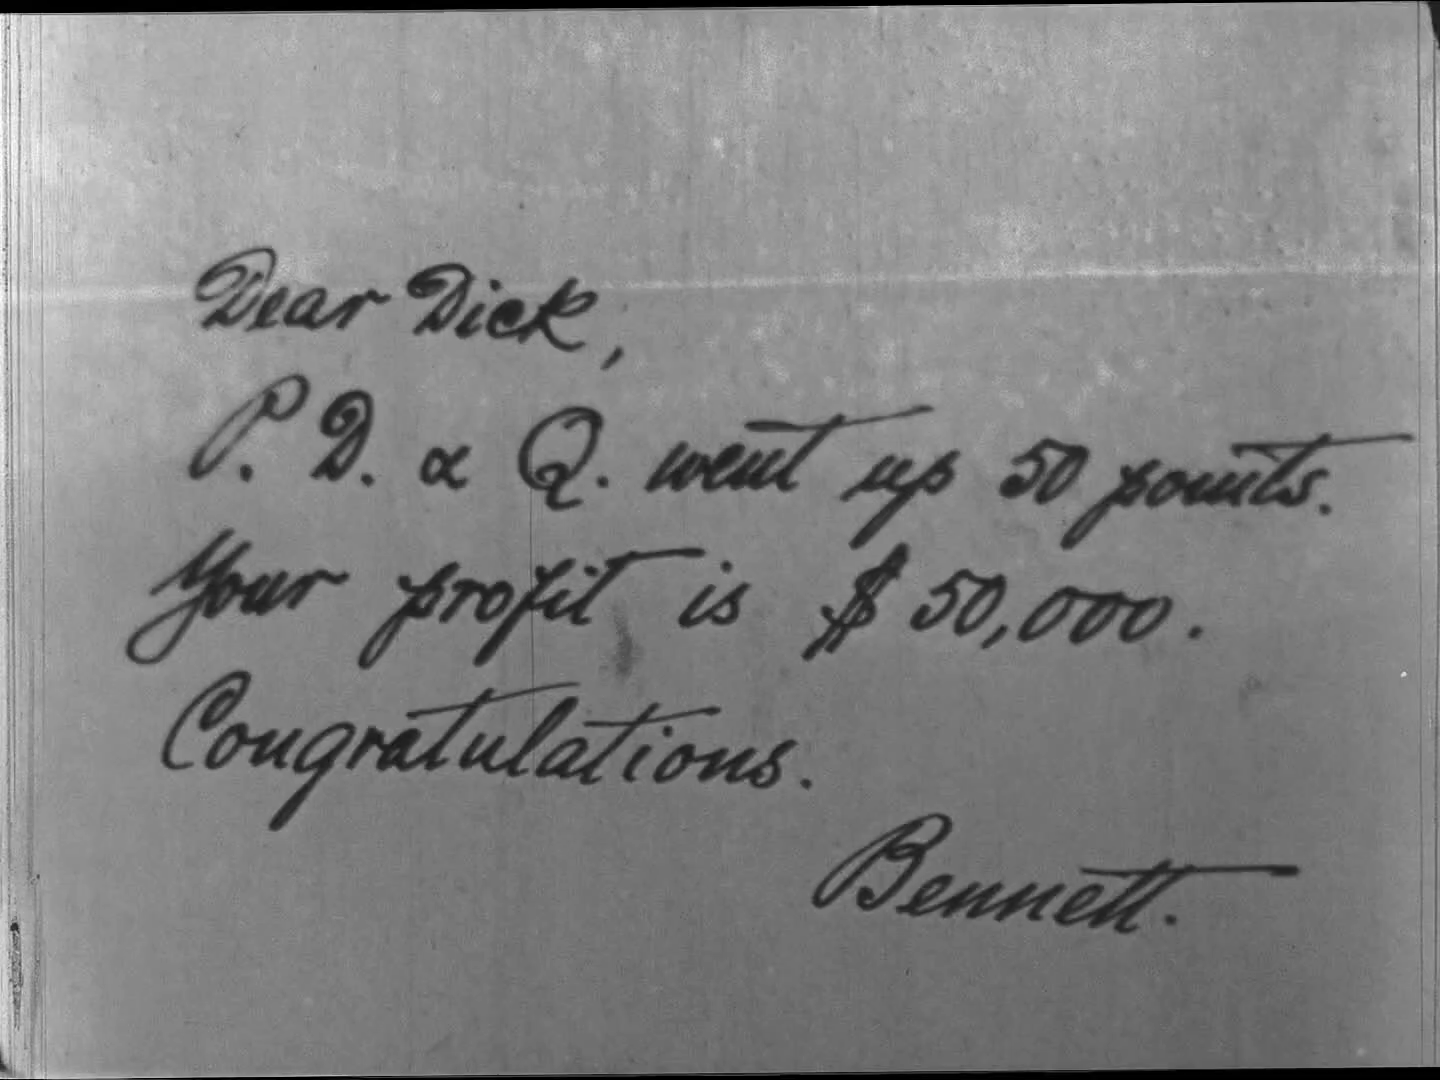 Dear Dick,
P. D. & Q. went up 50 points.
Your profit is $50,000.
Congratulations.
Bennett.